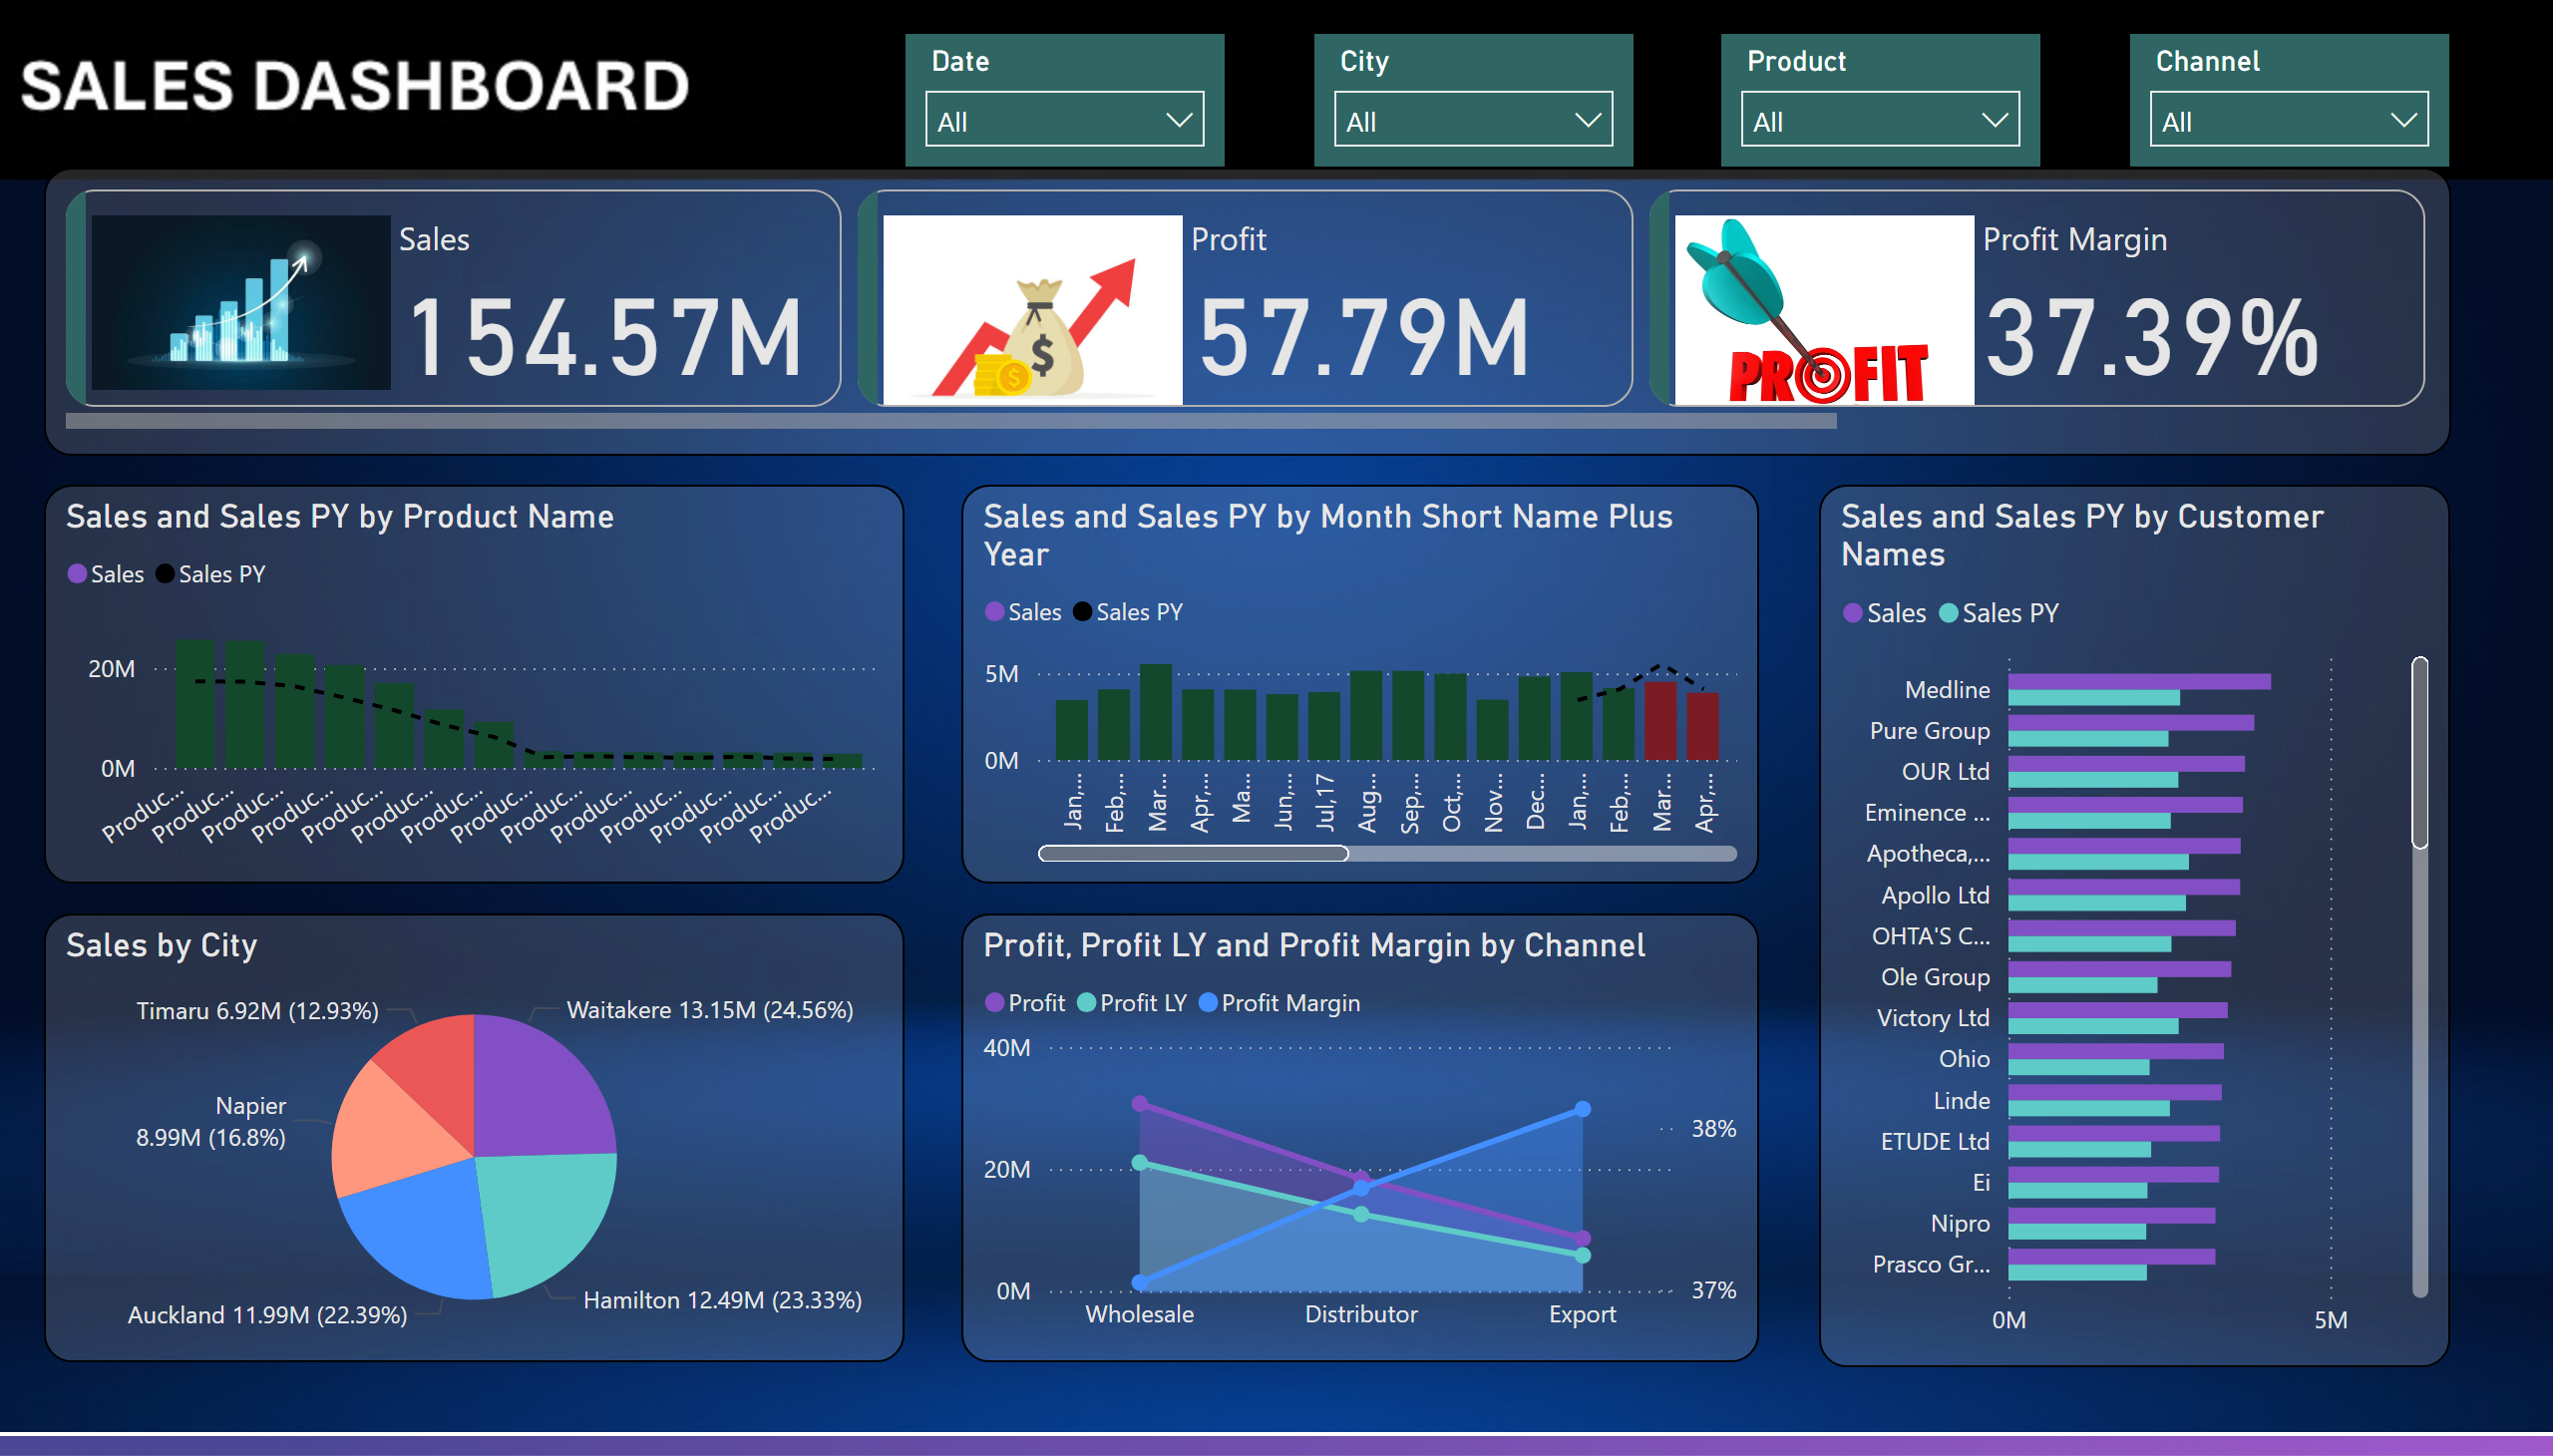 SALES DASHBOARD
Date
All
City
All
Product
All
Channel
All
Sales
154.57M
Profit
57.79M
PROFIT
Profit Margin
37.39%
Sales and Sales PY by Product Name
Sales Sales PY
20M
0M
Produc...
Produc...
Produc...
Produc...
Produc...
Produc...
Produc...
Produc...
Produc...
Produc...
Produc...
Produc...
Produc...
Produc...
Sales and Sales PY by Month Short Name Plus
Year
Sales Sales PY
5M
0M
Jan,...
Feb,...
Mar...
Apr,...
Ma...
Jun,...
Jul,17
Aug...
Sep,...
Oct,...
Nov...
Dec...
Jan,...
Feb,...
Mar...
Apr,...
Sales and Sales PY by Customer
Names
Sales Sales PY
Medline
Pure Group
OUR Ltd
Eminence ...
Apotheca,...
Apollo Ltd
OHTA'S C...
Ole Group
Victory Ltd
Ohio
Linde
ETUDE Ltd
Ei
Nipro
Prasco Gr...
0M 5M
Sales by City
Timaru 6.92M (12.93%)
Waitakere 13.15M (24.56%)
Napier
8.99M (16.8%)
Auckland 11.99M (22.39%)
Hamilton 12.49M (23.33%)
Profit, Profit LY and Profit Margin by Channel
Profit Profit LY Profit Margin
40M
20M
0M
38%
37%
Wholesale Distributor Export